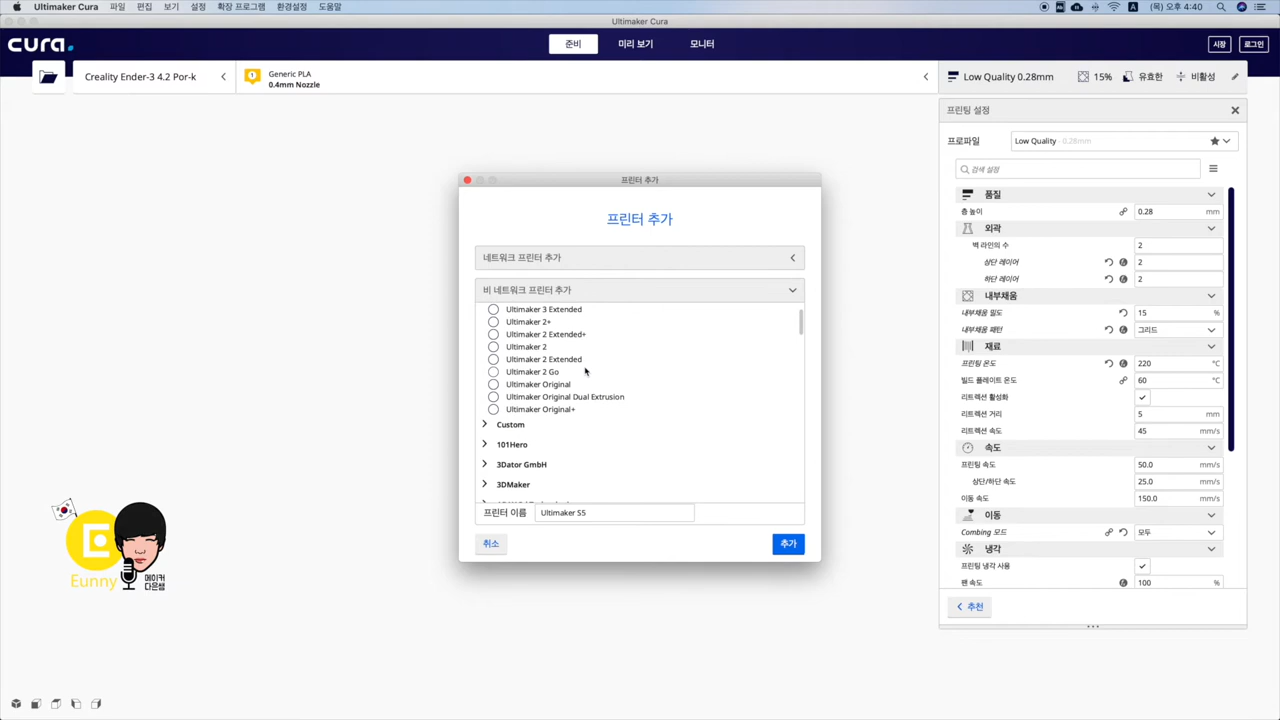 Ultimaker Cura 파일 편집 보기 설정 확장 프로그램 환경설정 도움말
A (목) 오후 4:40
Ultimaker Cura
cura.
준비 미리 보기 모니터
시장 로그인
Creality Ender-3 4.2 Por-k
1
Generic PLA
0.4mm Nozzle
Low Quality 0.28mm 15% 유효한 비활성
프린팅 설정
프로파일 Low Quality - 0.28mm
검색 설정
품질
층 높이 0.28 mm
외곽
벽 라인의 수 2
상단 레이어 2
하단 레이어 2
내부채움
내부채움 밀도 15 %
내부채움 패턴 그리드
재료
프린팅 온도 220 °C
빌드 플레이트 온도 60 °C
리트렉션 활성화
리트렉션 거리 5 mm
리트렉션 속도 45 mm/s
속도
프린팅 속도 50.0 mm/s
상단/하단 속도 25.0 mm/s
이동 속도 150.0 mm/s
이동
Combing 모드 모두
냉각
프린팅 냉각 사용
팬 속도 100 %
추천
프린터 추가
프린터 추가
네트워크 프린터 추가
비 네트워크 프린터 추가
Ultimaker 3 Extended
Ultimaker 2+
Ultimaker 2 Extended+
Ultimaker 2
Ultimaker 2 Extended
Ultimaker 2 Go
Ultimaker Original
Ultimaker Original Dual Extrusion
Ultimaker Original+
Custom
101Hero
3Dator GmbH
3DMaker
프린터 이름 Ultimaker S5
취소 추가
E
Eunny
메이커
다은쌤